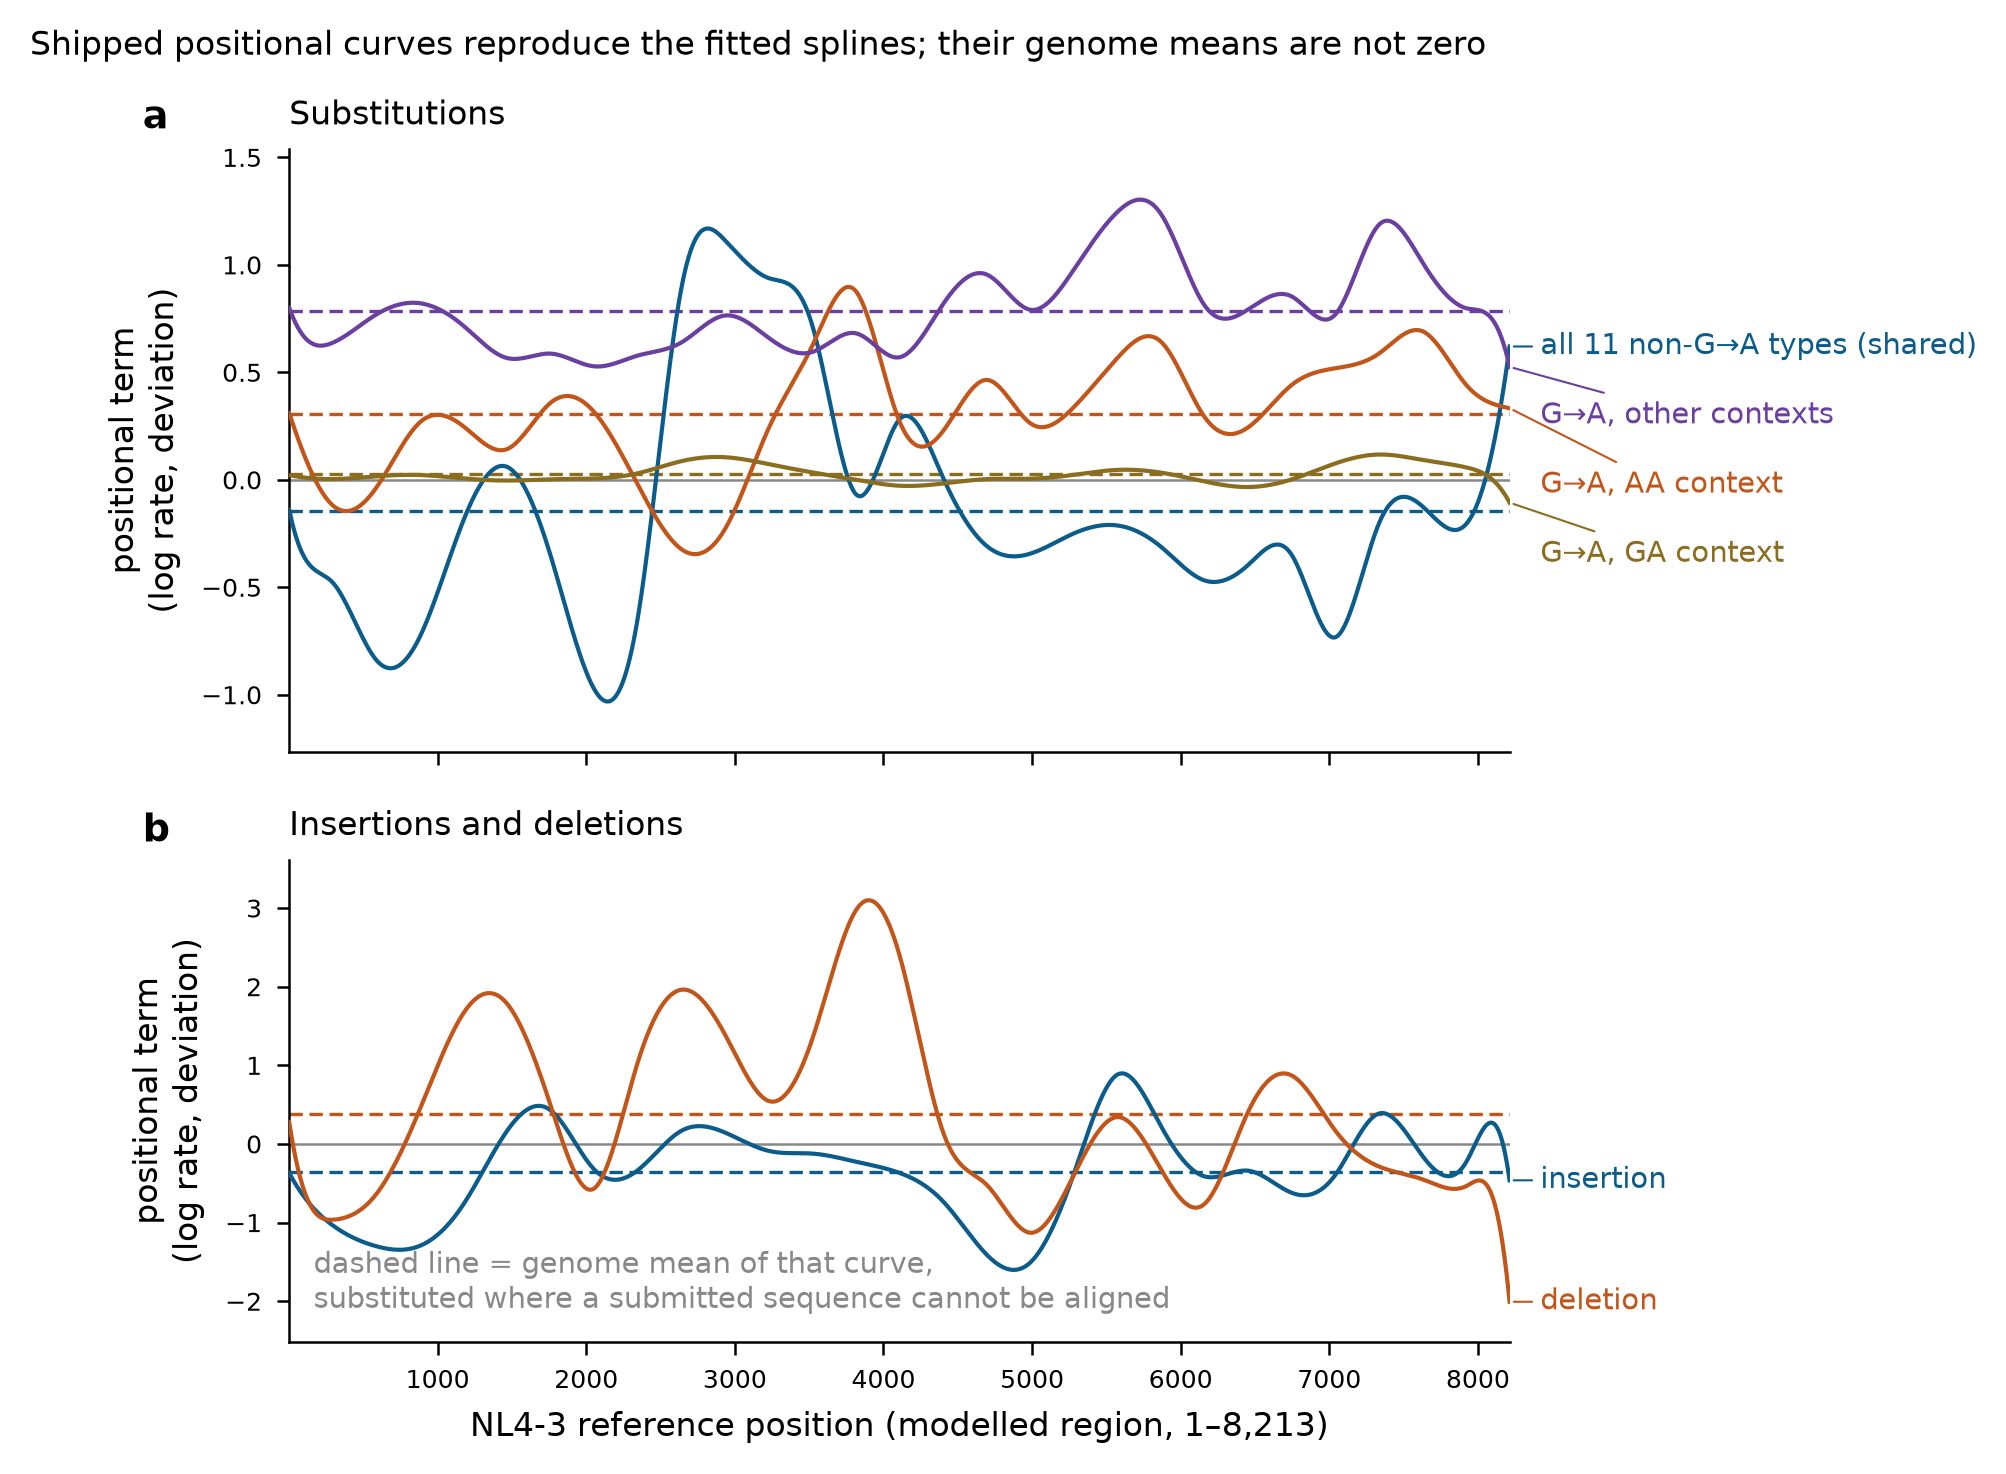 Shipped positional curves reproduce the fitted splines; their genome means are not zero
a
Substitutions
positional term
(log rate, deviation)
1.5
1.0
0.5
0.0
−0.5
−1.0
all 11 non-G→A types (shared)
G→A, other contexts
G→A, AA context
G→A, GA context
b
Insertions and deletions
positional term
(log rate, deviation)
3
2
1
0
−1
−2
insertion
deletion
dashed line = genome mean of that curve,
substituted where a submitted sequence cannot be aligned
1000 2000 3000 4000 5000 6000 7000 8000
NL4-3 reference position (modelled region, 1–8,213)